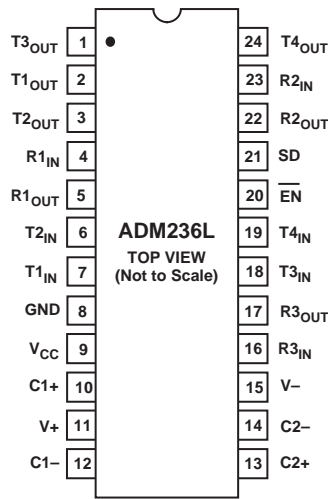 T3OUT 1 24 T4OUT
T1OUT 2 23 R2IN
T2OUT 3 22 R2OUT
R1IN 4 21 SD
R1OUT 5 20 E̅N̅
T2IN 6 ADM236L 19 T4IN
TOP VIEW
T1IN 7 (Not to Scale) 18 T3IN
GND 8 17 R3OUT
VCC 9 16 R3IN
C1+ 10 15 V–
V+ 11 14 C2–
C1– 12 13 C2+